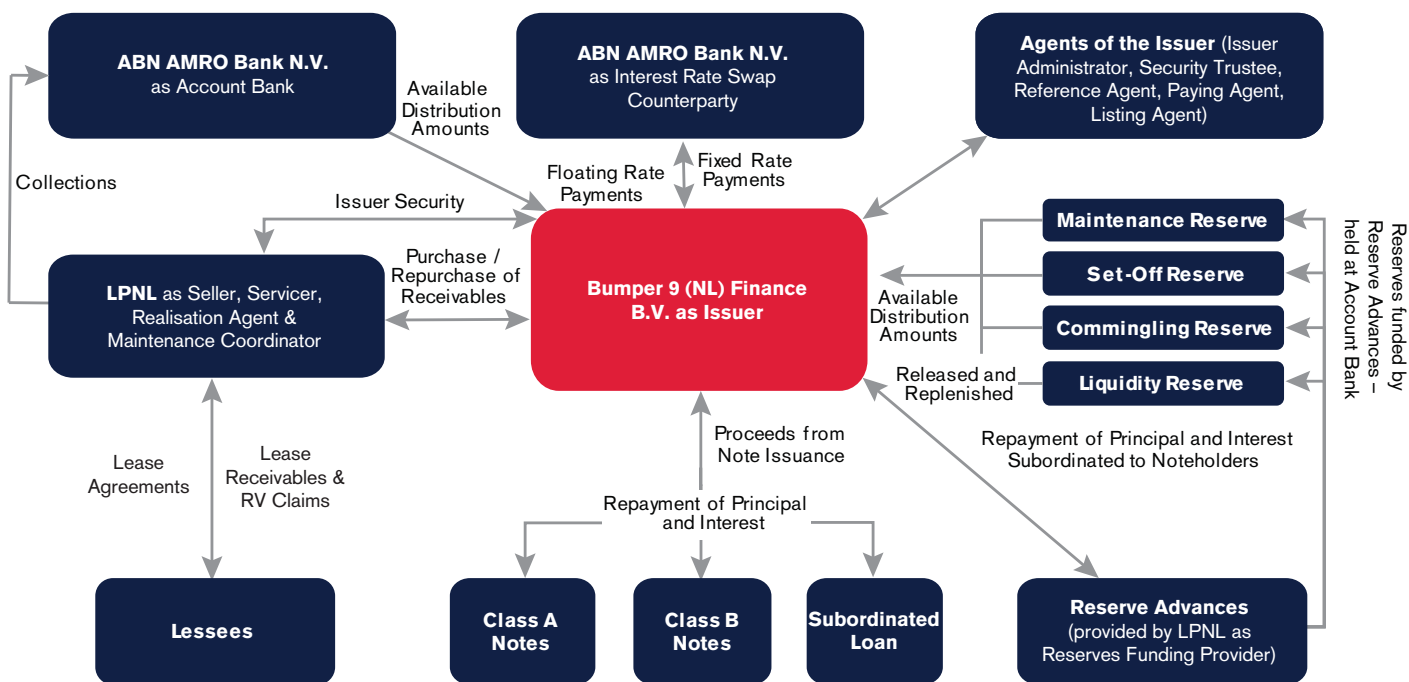 ABN AMRO Bank N.V.
as Account Bank
ABN AMRO Bank N.V.
as Interest Rate Swap
Counterparty
Agents of the Issuer (Issuer
Administrator, Security Trustee,
Reference Agent, Paying Agent,
Listing Agent)
Available
Distribution
Amounts
Collections
Floating Rate
Payments
Fixed Rate
Payments
Issuer Security
LPNL as Seller, Servicer,
Realisation Agent &
Maintenance Coordinator
Purchase /
Repurchase of
Receivables
Bumper 9 (NL) Finance
B.V. as Issuer
Available
Distribution
Amounts
Released and
Replenished
Maintenance Reserve
Set-Off Reserve
Commingling Reserve
Liquidity Reserve
Reserves funded by
Reserve Advances –
held at Account Bank
Lease
Agreements
Lease
Receivables &
RV Claims
Proceeds from
Note Issuance
Repayment of Principal
and Interest
Repayment of Principal and Interest
Subordinated to Noteholders
Lessees
Class A
Notes
Class B
Notes
Subordinated
Loan
Reserve Advances
(provided by LPNL as
Reserves Funding Provider)